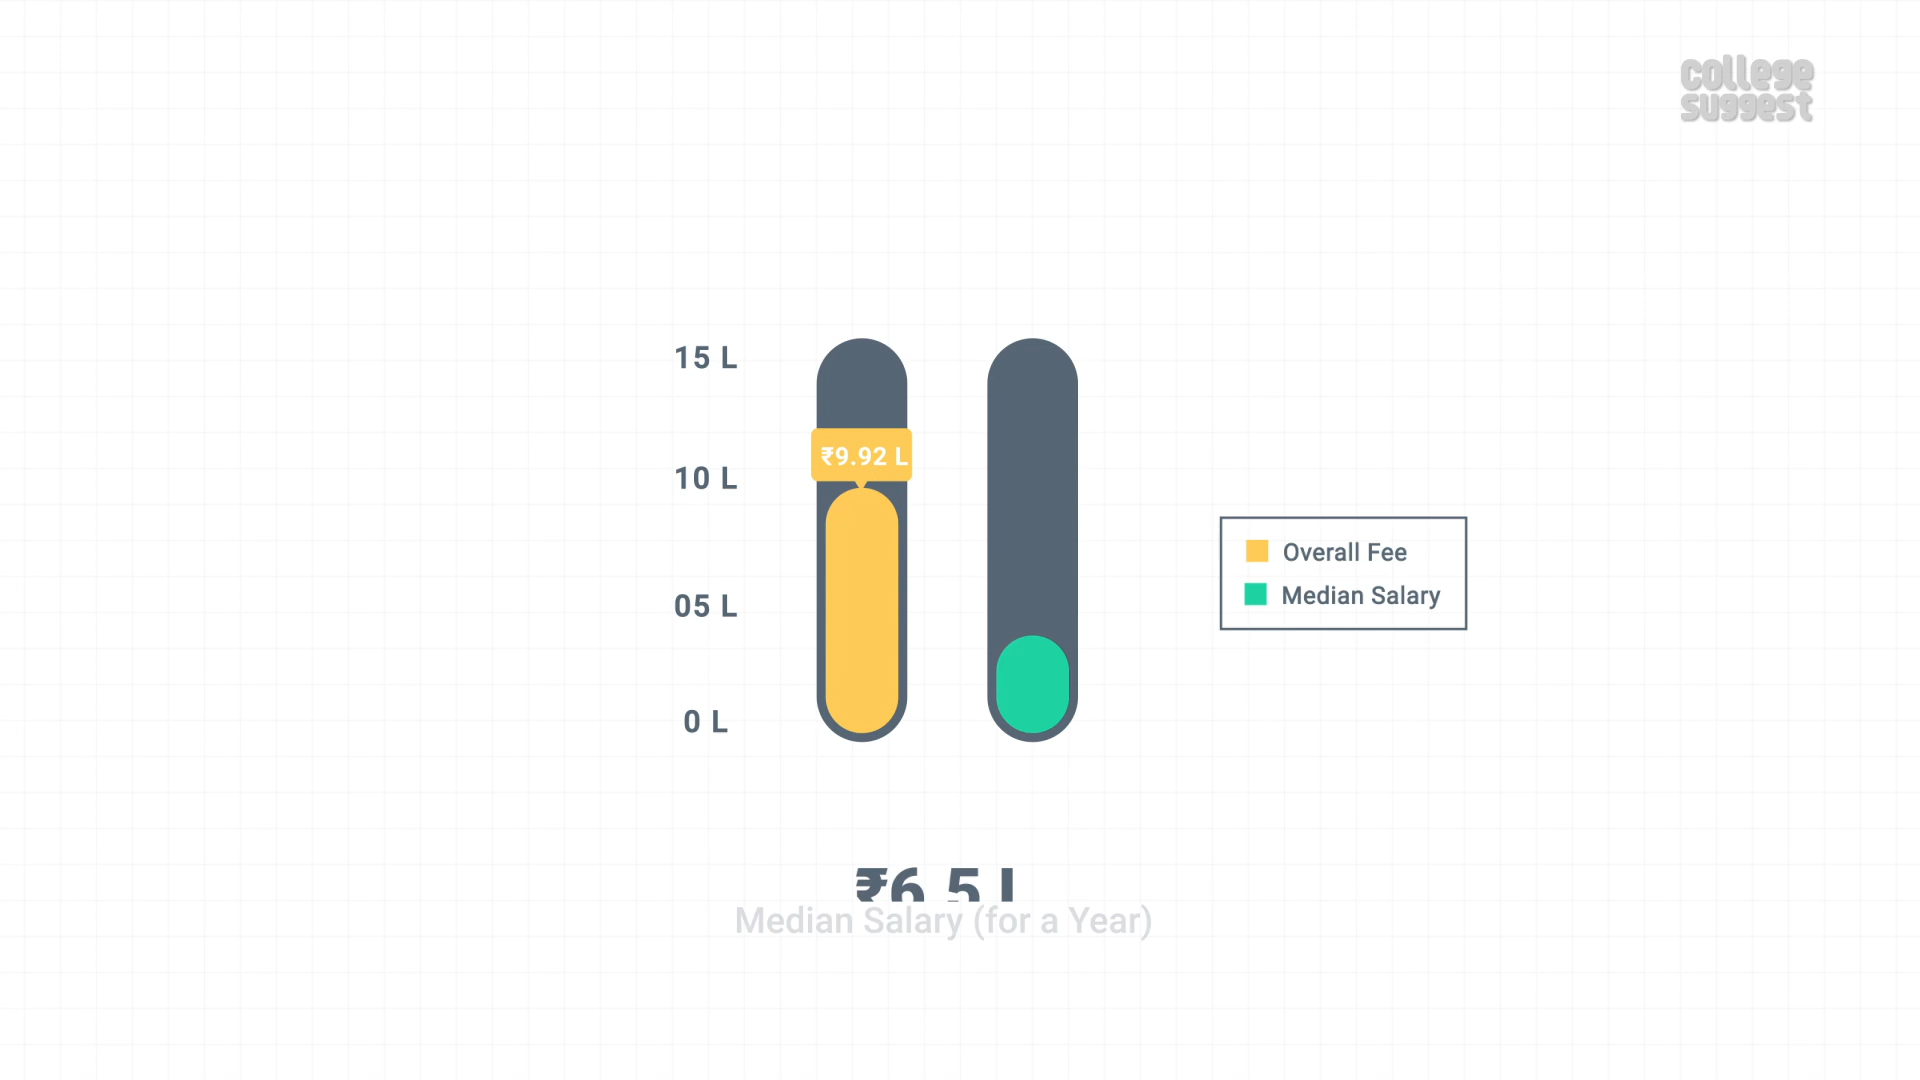 college
suggest
15 L
₹9.92 L
10 L
05 L
0 L
Overall Fee
Median Salary
₹6.5 L
Median Salary (for a Year)